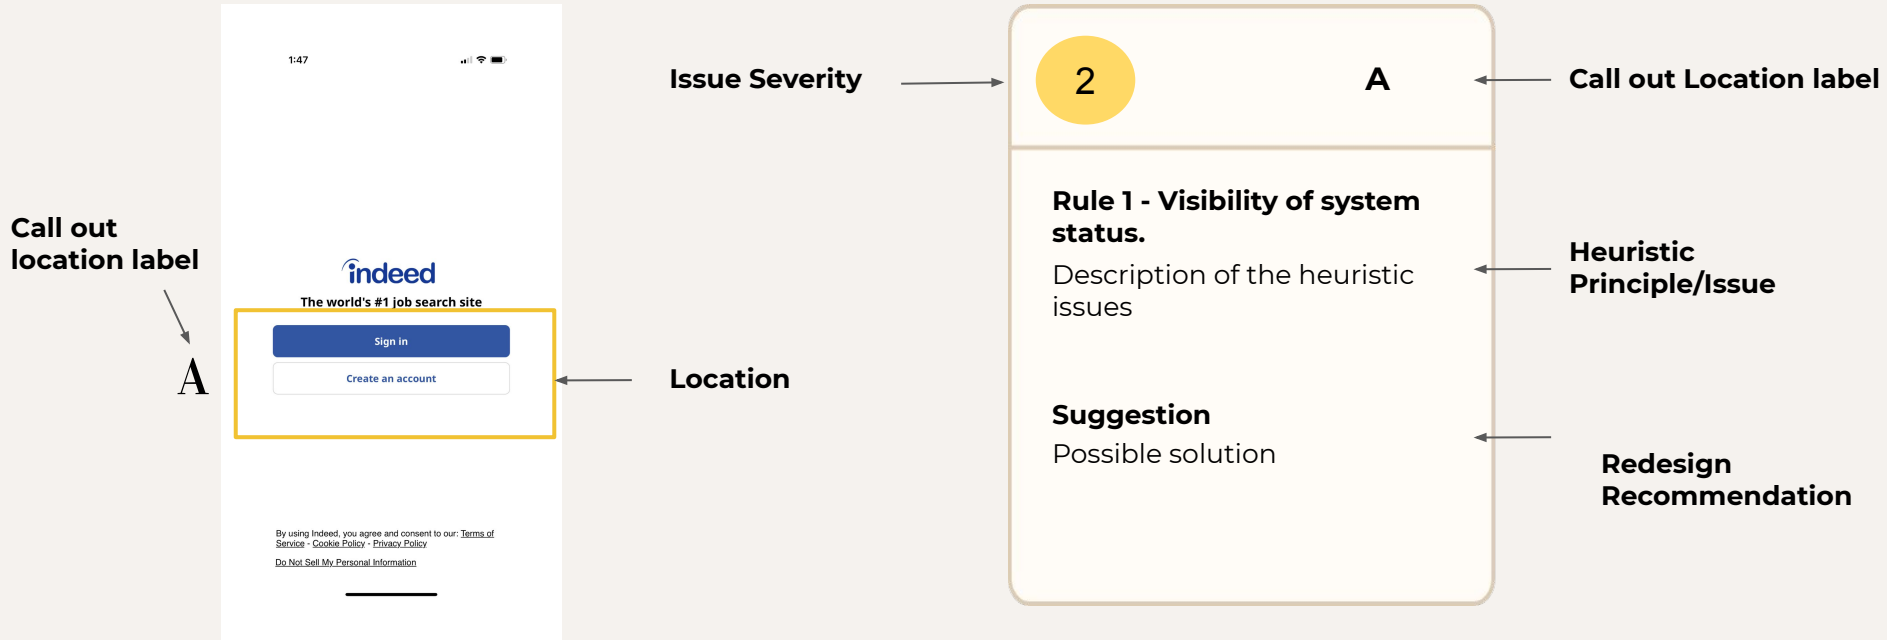 Call out
location label
A
1:47
indeed
The world's #1 job search site
Sign in
Create an account
By using Indeed, you agree and consent to our: Terms of
Service - Cookie Policy - Privacy Policy
Do Not Sell My Personal Information
Issue Severity
Location
2
A
Rule 1 - Visibility of system
status.
Description of the heuristic
issues
Suggestion
Possible solution
Call out Location label
Heuristic
Principle/Issue
Redesign
Recommendation